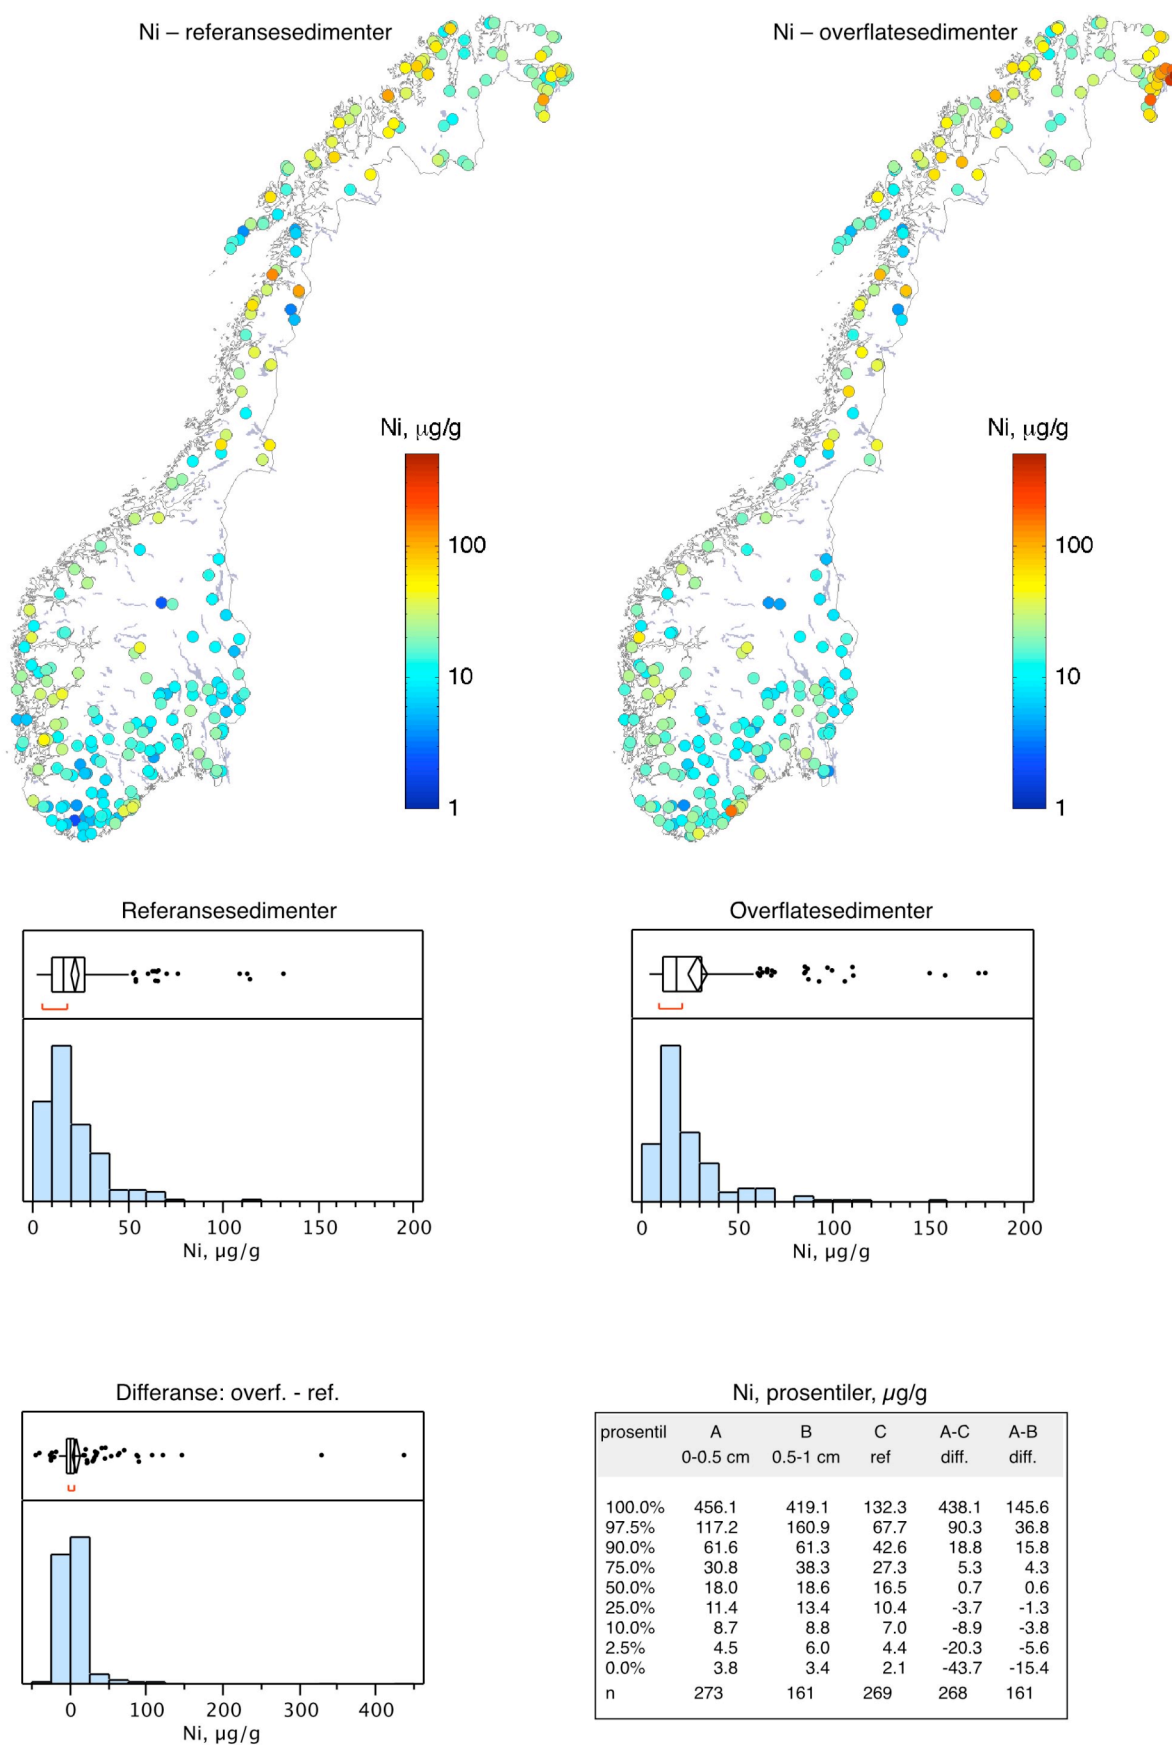 Ni – referansesedimenter
Ni, µg/g
100
10
1
Ni – overflatesedimenter
Ni, µg/g
100
10
1
Referansesedimenter
0 50 100 150 200
Ni, µg/g
Overflatesedimenter
0 50 100 150 200
Ni, µg/g
Differanse: overf. - ref.
0 100 200 300 400
Ni, µg/g
Ni, prosentiler, µg/g
prosentil A B C A-C A-B
0-0.5 cm 0.5-1 cm ref diff. diff.
100.0% 456.1 419.1 132.3 438.1 145.6
97.5% 117.2 160.9 67.7 90.3 36.8
90.0% 61.6 61.3 42.6 18.8 15.8
75.0% 30.8 38.3 27.3 5.3 4.3
50.0% 18.0 18.6 16.5 0.7 0.6
25.0% 11.4 13.4 10.4 -3.7 -1.3
10.0% 8.7 8.8 7.0 -8.9 -3.8
2.5% 4.5 6.0 4.4 -20.3 -5.6
0.0% 3.8 3.4 2.1 -43.7 -15.4
n 273 161 269 268 161